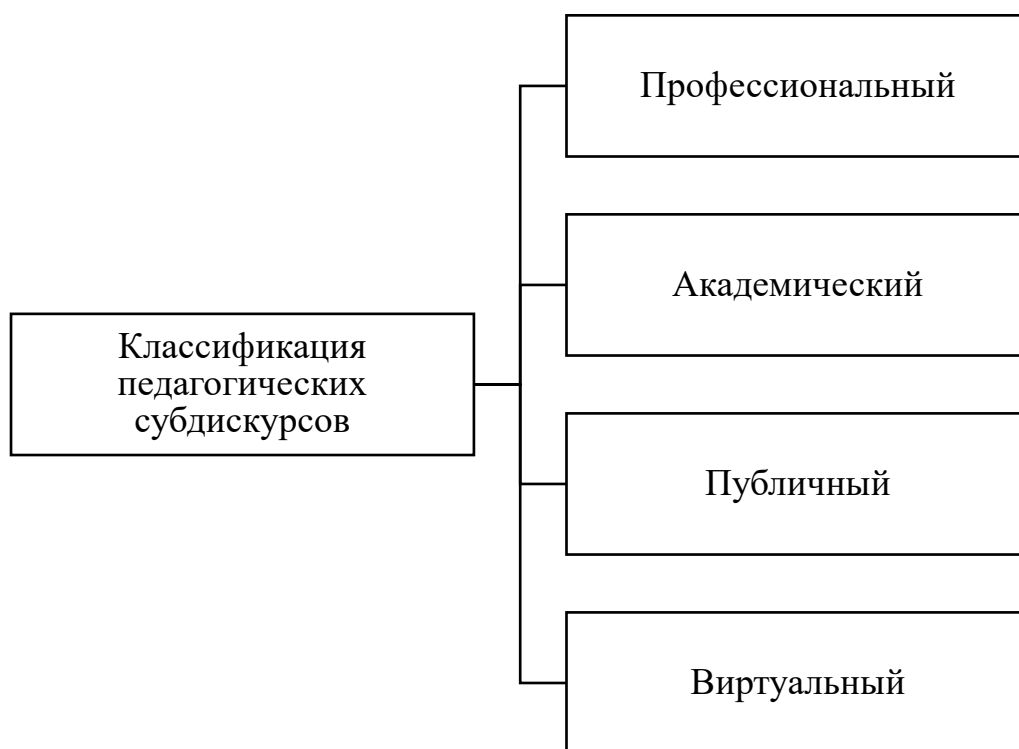 Профессиональный
Академический
Классификация
педагогических
субдискурсов
Публичный
Виртуальный